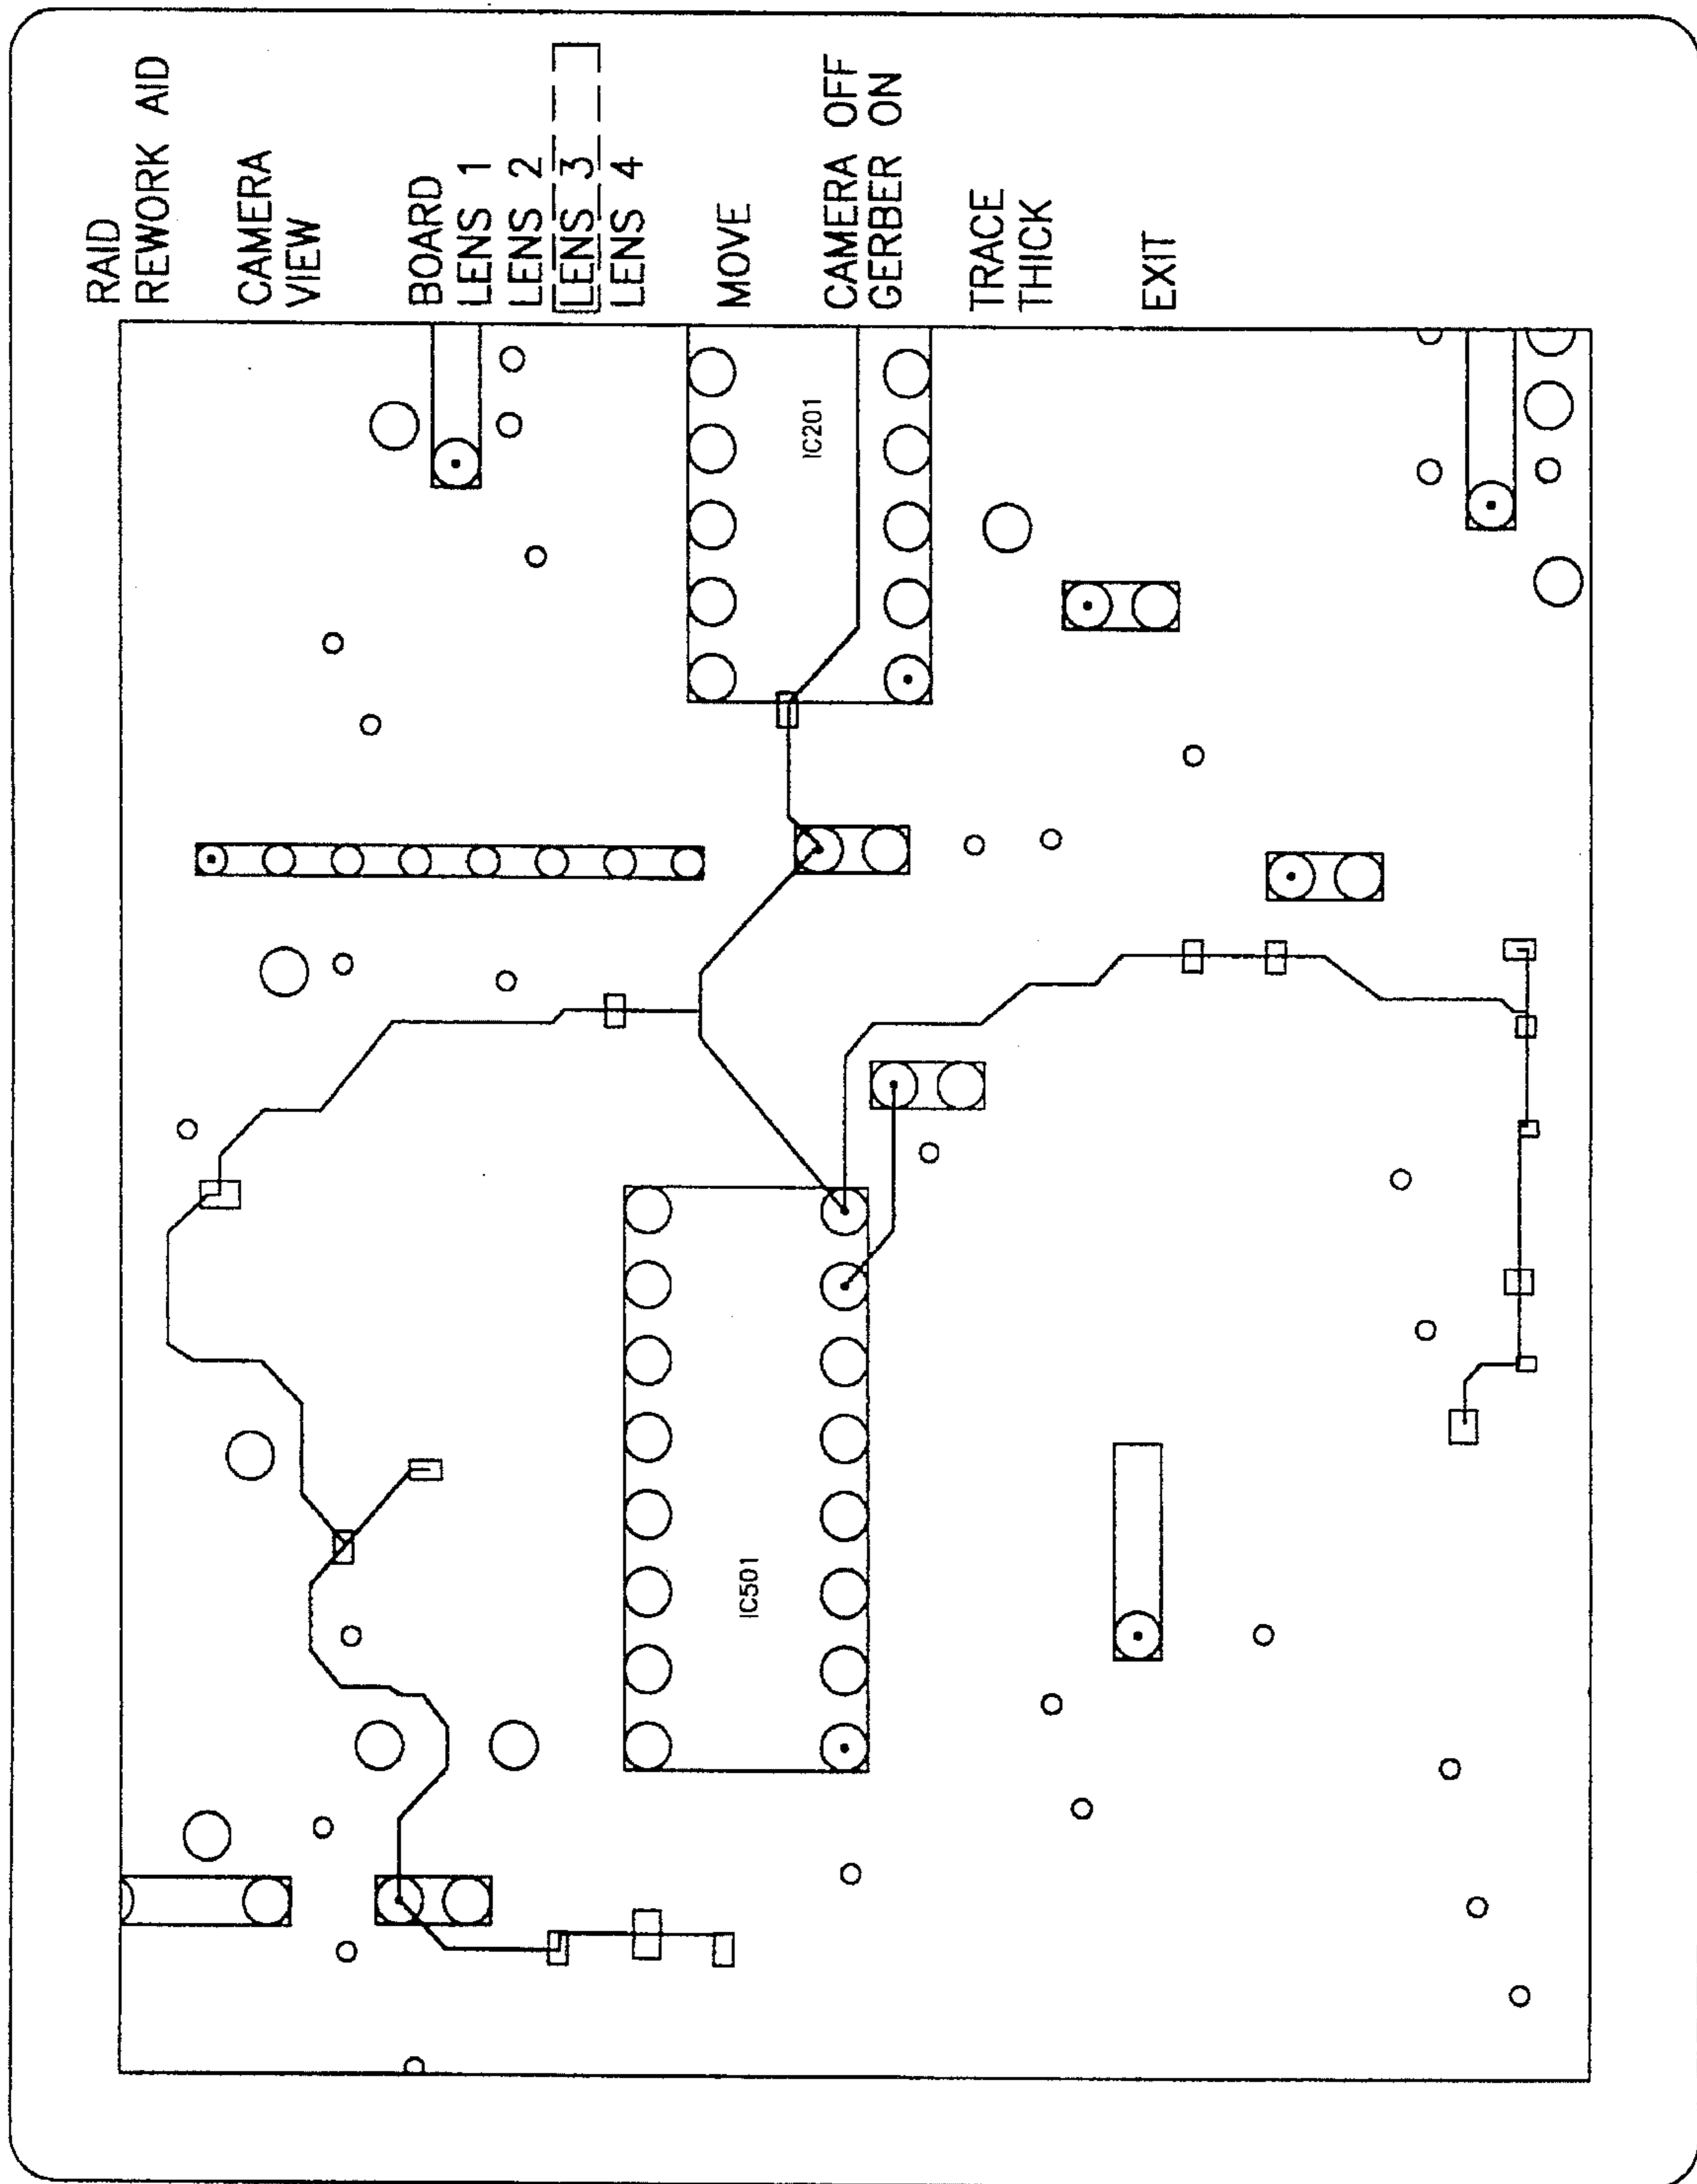 RAID
REWORK AID
CAMERA
VIEW
BOARD
LENS 1
LENS 2
LENS 3
LENS 4
MOVE
CAMERA OFF
GERBER ON
TRACE
THICK
EXIT
IC201
IC501